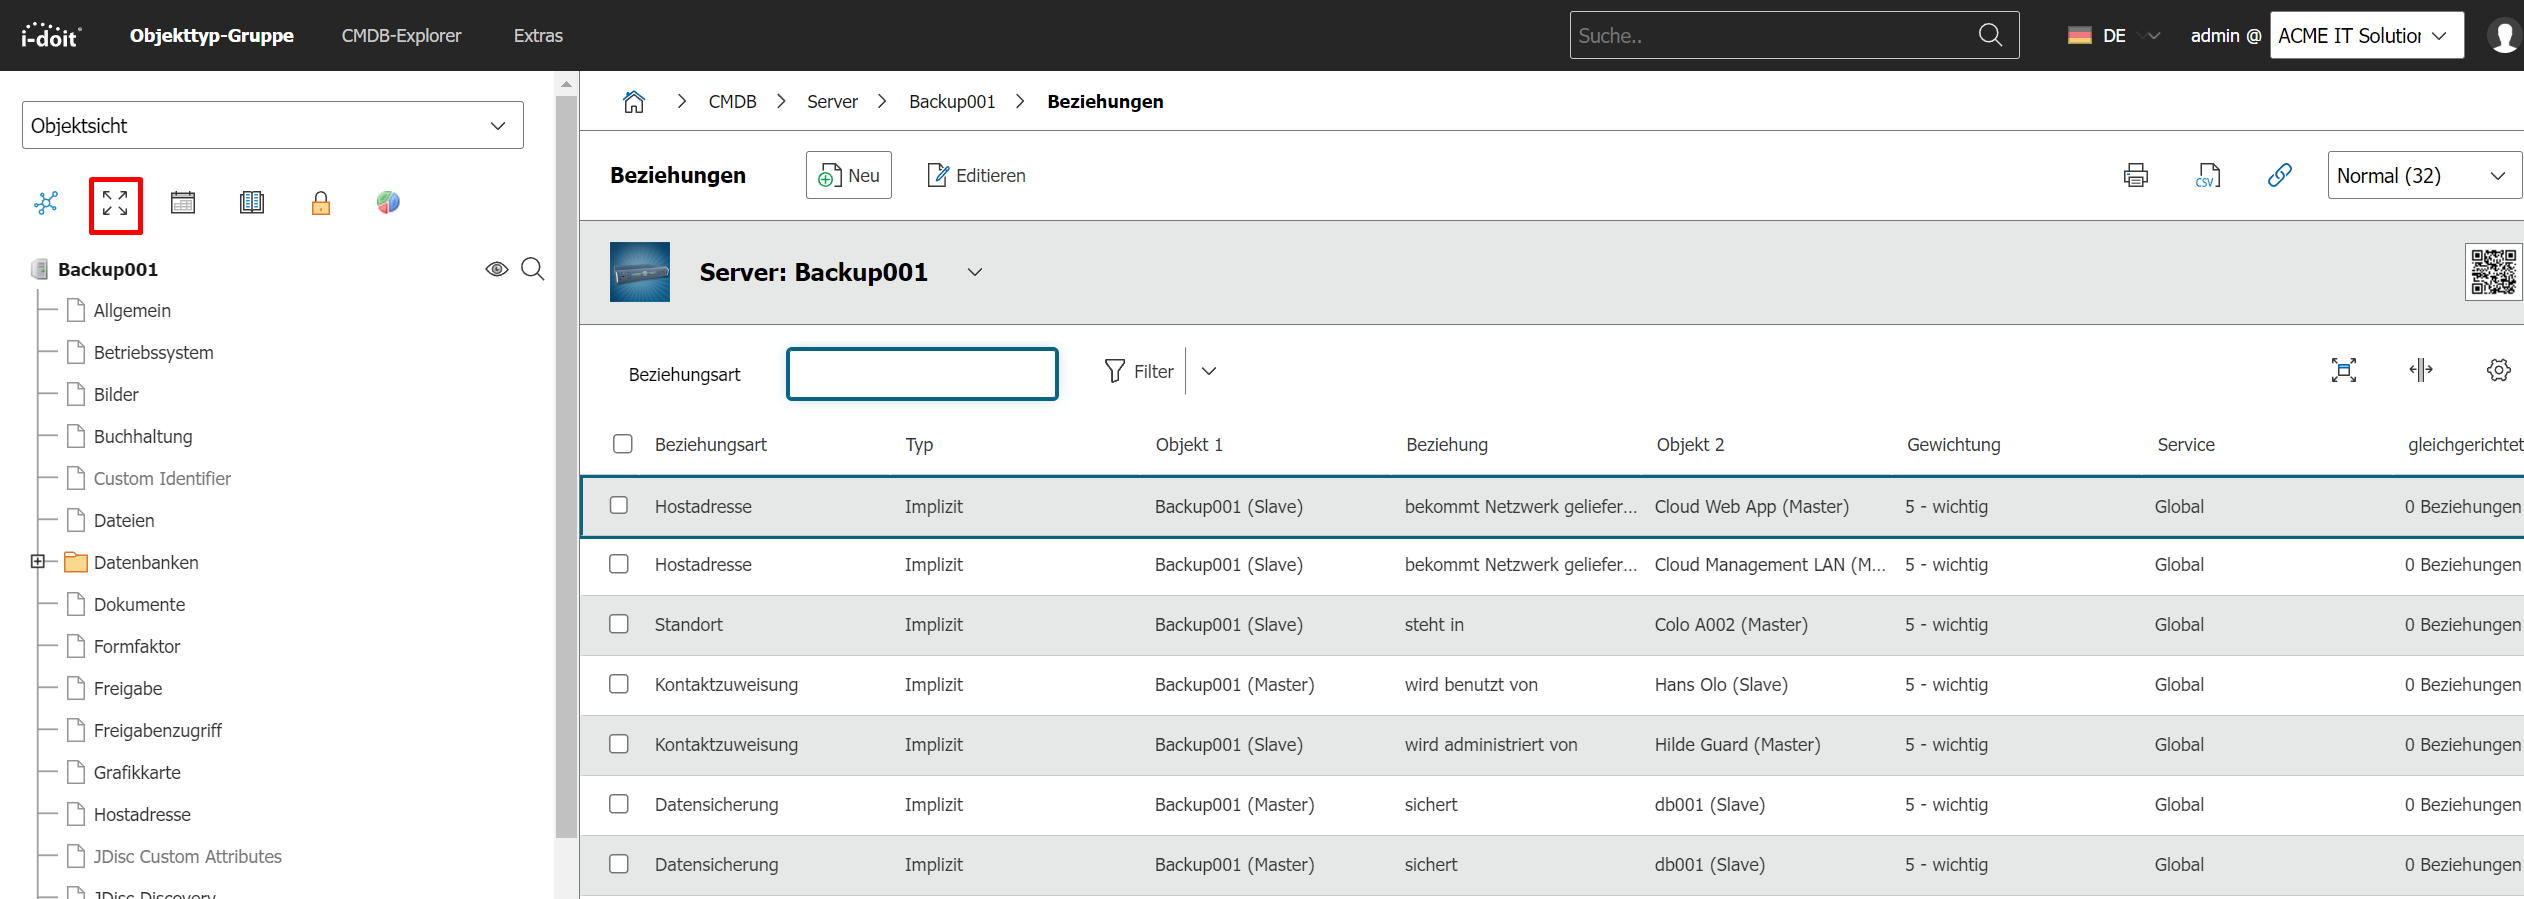 i-doit Objekttyp-Gruppe CMDB-Explorer Extras Suche.. DE admin @ ACME IT Solution
Objektsicht
Backup001
Allgemein
Betriebssystem
Bilder
Buchhaltung
Custom Identifier
Dateien
Datenbanken
Dokumente
Formfaktor
Freigabe
Freigabenzugriff
Grafikkarte
Hostadresse
JDisc Custom Attributes
JDisc Discovery
CMDB Server Backup001 Beziehungen
Beziehungen Neu Editieren CSV Normal (32)
Server: Backup001
Beziehungsart Filter
Beziehungsart Typ Objekt 1 Beziehung Objekt 2 Gewichtung Service gleichgerichtet
Hostadresse Implizit Backup001 (Slave) bekommt Netzwerk geliefer... Cloud Web App (Master) 5 - wichtig Global 0 Beziehungen
Hostadresse Implizit Backup001 (Slave) bekommt Netzwerk geliefer... Cloud Management LAN (M... 5 - wichtig Global 0 Beziehungen
Standort Implizit Backup001 (Slave) steht in Colo A002 (Master) 5 - wichtig Global 0 Beziehungen
Kontaktzuweisung Implizit Backup001 (Master) wird benutzt von Hans Olo (Slave) 5 - wichtig Global 0 Beziehungen
Kontaktzuweisung Implizit Backup001 (Slave) wird administriert von Hilde Guard (Master) 5 - wichtig Global 0 Beziehungen
Datensicherung Implizit Backup001 (Master) sichert db001 (Slave) 5 - wichtig Global 0 Beziehungen
Datensicherung Implizit Backup001 (Master) sichert db001 (Slave) 5 - wichtig Global 0 Beziehungen